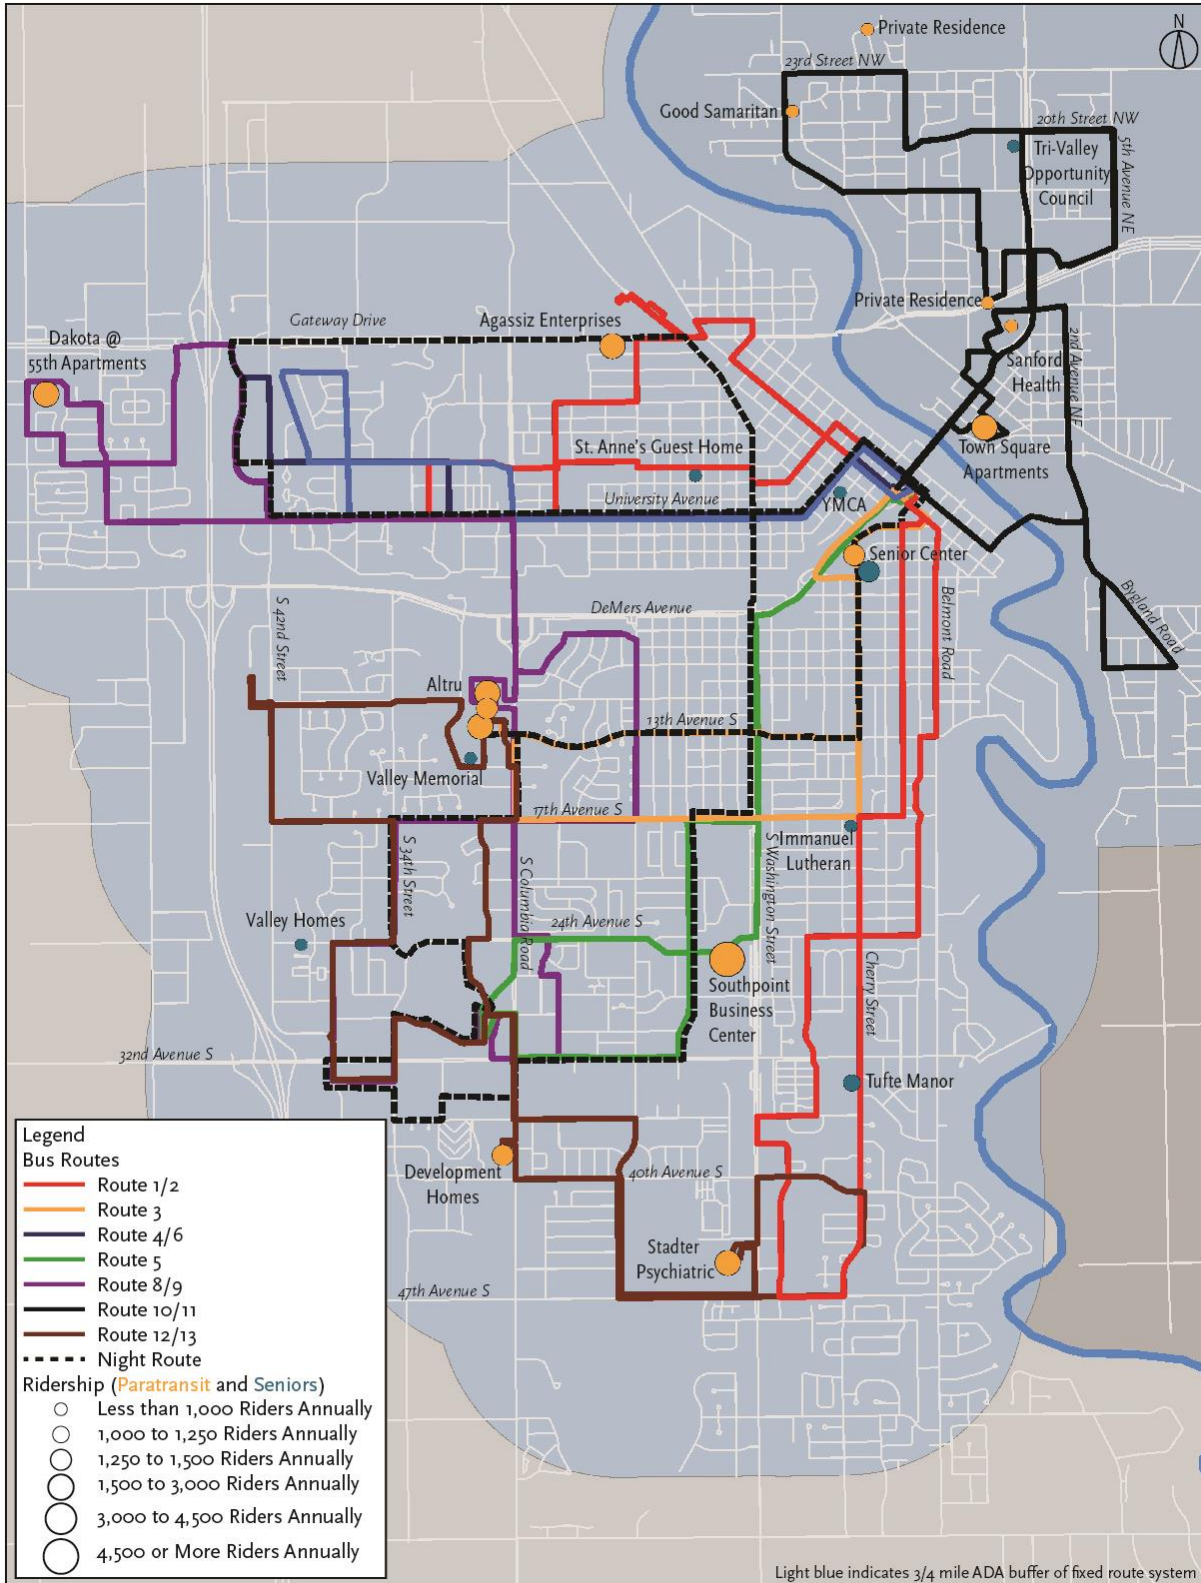 N
Private Residence
23rd Street NW
Good Samaritan
20th Street NW
Tri-Valley
Opportunity
Council
5th Avenue NE
Private Residence
Gateway Drive
Agassiz Enterprises
Dakota @
55th Apartments
Sanford
Health
2nd Avenue NE
St. Anne's Guest Home
Town Square
Apartments
University Avenue
YMCA
Senior Center
DeMers Avenue
Belmont Road
Bygland Road
S 42nd Street
Altru
13th Avenue S
Valley Memorial
17th Avenue S
Immanuel
Lutheran
S 34th Street
S Columbia Road
S Washington Street
24th Avenue S
Valley Homes
Cherry Street
Southpoint
Business
Center
32nd Avenue S
Tufte Manor
Development
Homes
40th Avenue S
Stadter
Psychiatric
47th Avenue S
Legend
Bus Routes
Route 1/2
Route 3
Route 4/6
Route 5
Route 8/9
Route 10/11
Route 12/13
Night Route
Ridership (Paratransit and Seniors)
Less than 1,000 Riders Annually
1,000 to 1,250 Riders Annually
1,250 to 1,500 Riders Annually
1,500 to 3,000 Riders Annually
3,000 to 4,500 Riders Annually
4,500 or More Riders Annually
Light blue indicates 3/4 mile ADA buffer of fixed route system